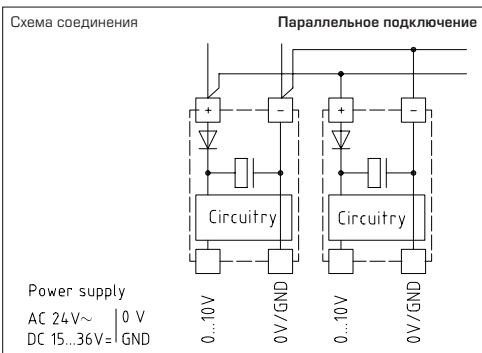 Схема соединения
Параллельное подключение
+ − + −
Circuitry Circuitry
Power supply
AC 24V~ 0 V
DC 15...36V= GND
0...10V 0V/GND 0...10V 0V/GND